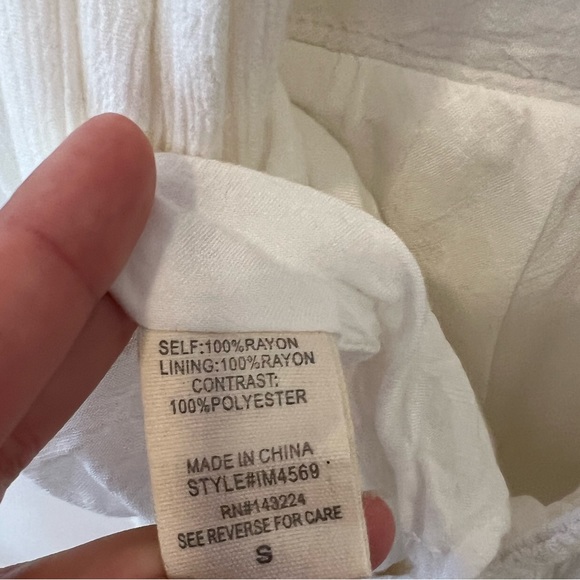 SELF:100%RAYON
LINING:100%RAYON
CONTRAST:
100%POLYESTER
MADE IN CHINA
STYLE#IM4569
RN#143224
SEE REVERSE FOR CARE
S